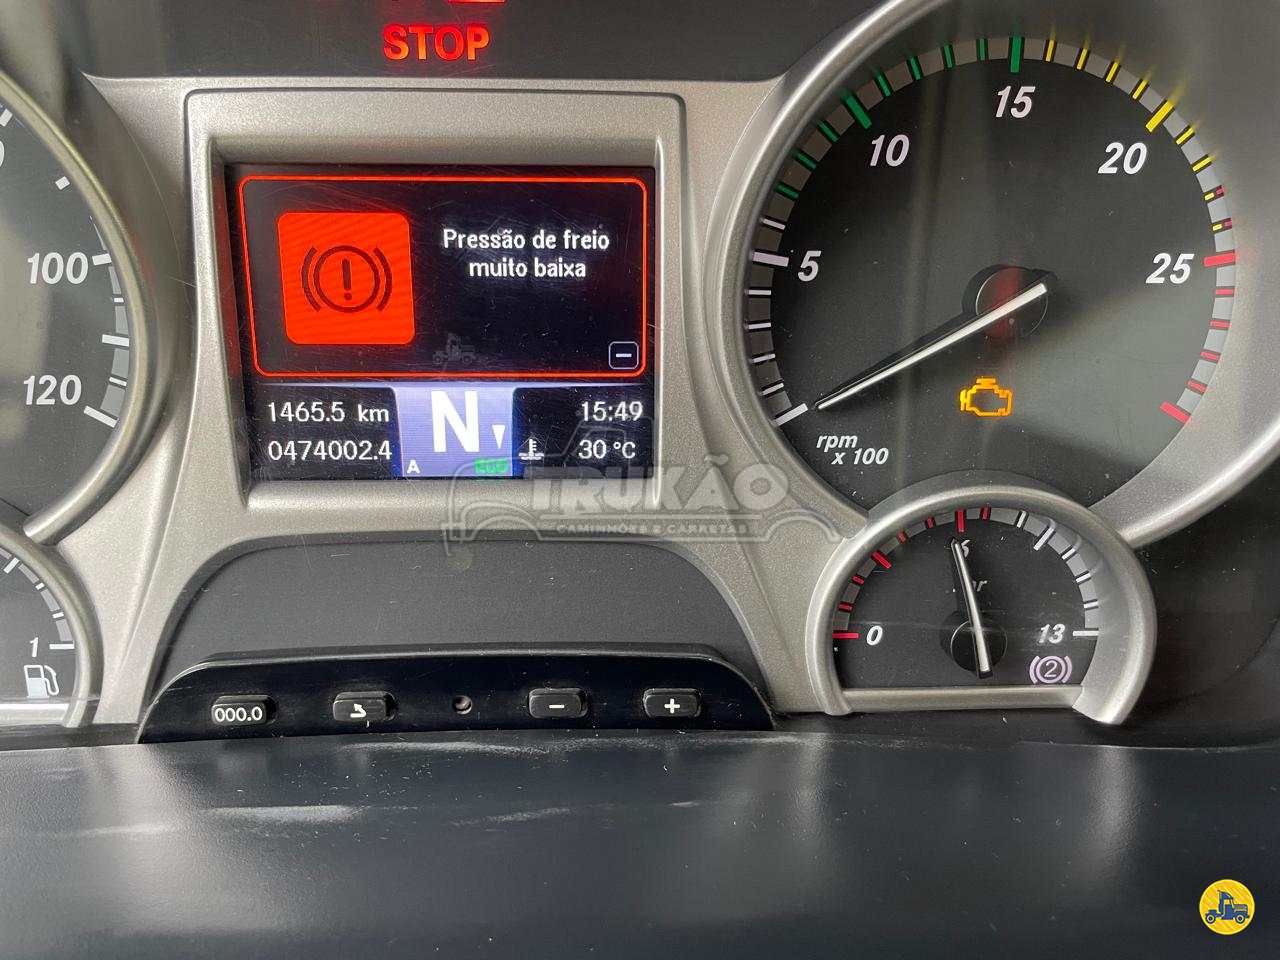 STOP
Pressão de freio
muito baixa
1465.5 km
0474002.4
N
A
ECO
15:49
30 °C
100
120
5
10
15
20
25
rpm
x 100
0
6
13
2
1
000.0
TRUKÃO
CAMINHÕES E CARRETAS